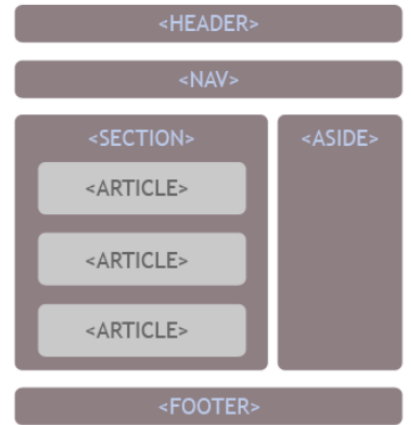 <HEADER>
<NAV>
<SECTION>
<ARTICLE>
<ARTICLE>
<ARTICLE>
<ASIDE>
<FOOTER>